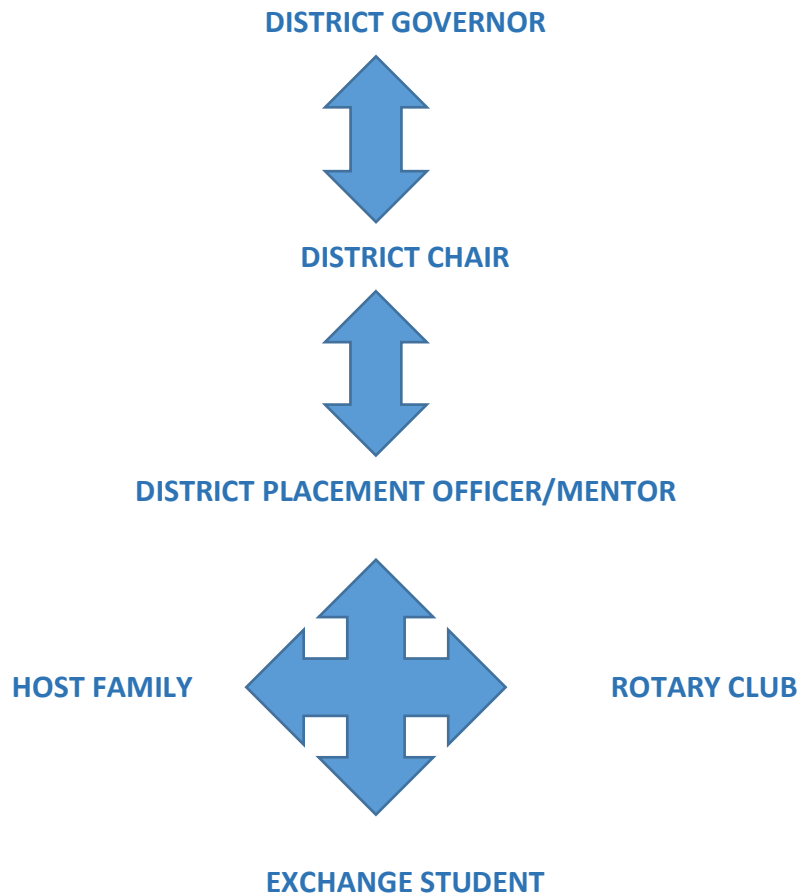 DISTRICT GOVERNOR
DISTRICT CHAIR
DISTRICT PLACEMENT OFFICER/MENTOR
HOST FAMILY
ROTARY CLUB
EXCHANGE STUDENT